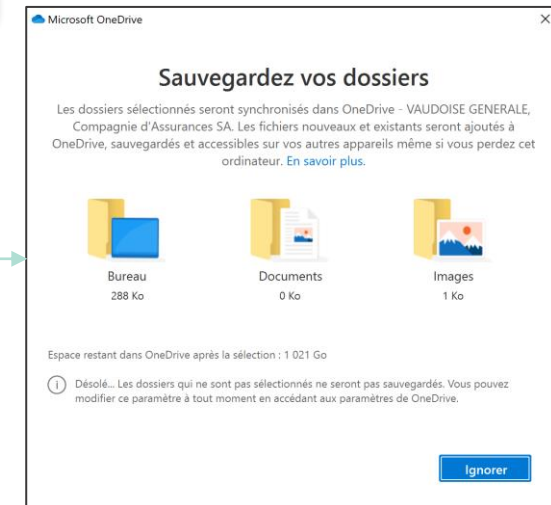 Microsoft OneDrive
Sauvegardez vos dossiers
Les dossiers sélectionnés seront synchronisés dans OneDrive - VAUDOISE GENERALE,
Compagnie d'Assurances SA. Les fichiers nouveaux et existants seront ajoutés à
OneDrive, sauvegardés et accessibles sur vos autres appareils même si vous perdez cet
ordinateur. En savoir plus.
Bureau Documents Images
288 Ko 0 Ko 1 Ko
Espace restant dans OneDrive après la sélection : 1 021 Go
Désolé... Les dossiers qui ne sont pas sélectionnés ne seront pas sauvegardés. Vous pouvez
modifier ce paramètre à tout moment en accédant aux paramètres de OneDrive.
Ignorer